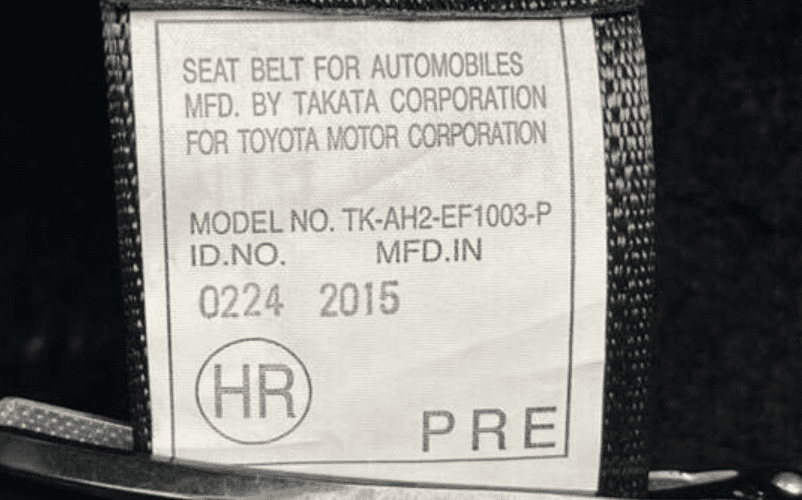 SEAT BELT FOR AUTOMOBILES
MFD. BY TAKATA CORPORATION
FOR TOYOTA MOTOR CORPORATION
MODEL NO. TK-AH2-EF1003-P
ID.NO. MFD.IN
0224 2015
HR
PRE